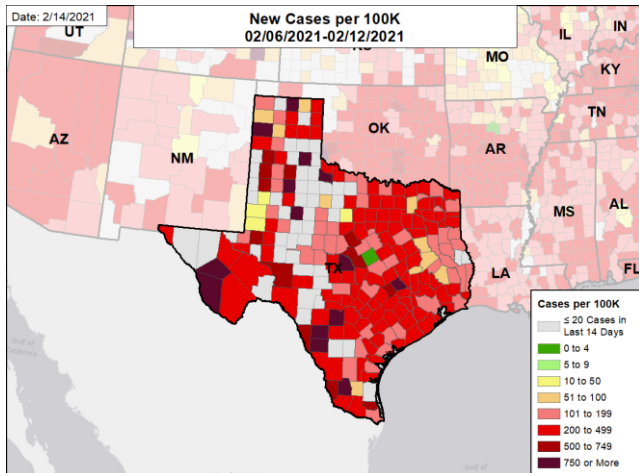 Date: 2/14/2021
New Cases per 100K
02/06/2021-02/12/2021
UT
MO
IL
IN
KY
AZ
NM
OK
AR
TN
MS
AL
TX
LA
FL
Gulf of
California
Cases per 100K
≤ 20 Cases in
Last 14 Days
0 to 4
5 to 9
10 to 50
51 to 100
101 to 199
200 to 499
500 to 749
750 or More